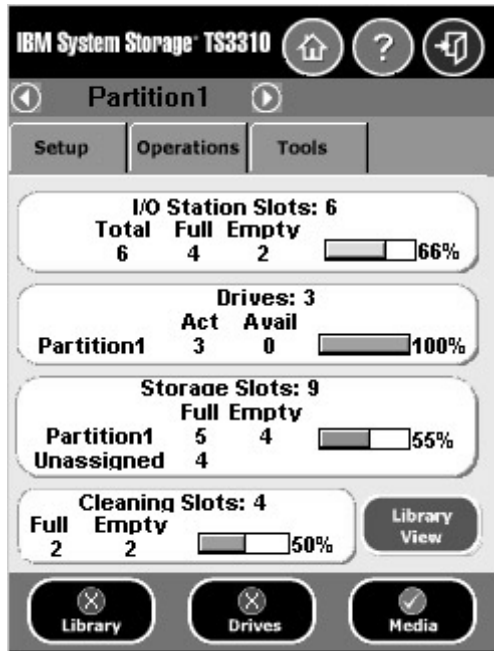 IBM System Storage® TS3310
?
Partition1
Setup Operations Tools
I/O Station Slots: 6
Total Full Empty
6 4 2 66%
Drives: 3
Act Avail
Partition1 3 0 100%
Storage Slots: 9
Full Empty
Partition1 5 4 55%
Unassigned 4
Cleaning Slots: 4
Full Empty
2 2 50%
Library View
Library Drives Media